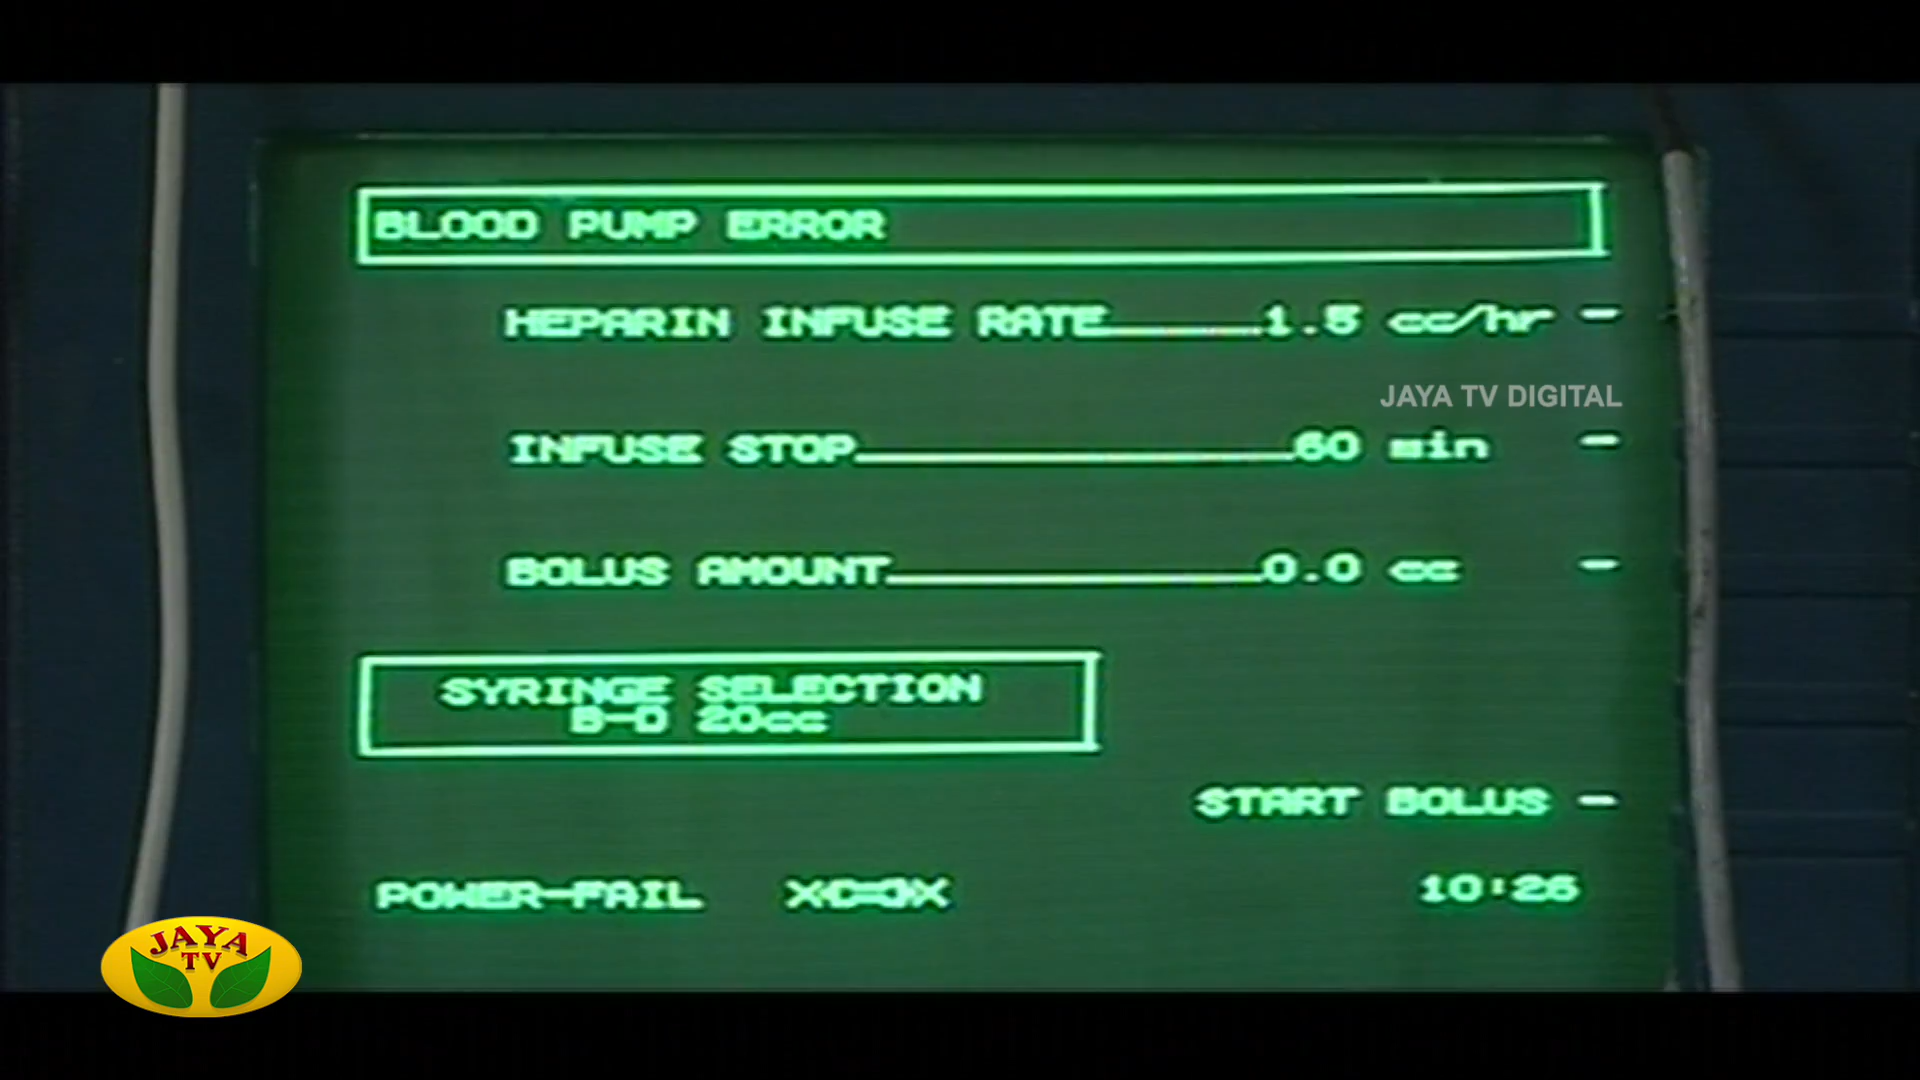 BLOOD PUMP ERROR
HEPARIN INFUSE RATE 1.5 cc/hr
JAYA TV DIGITAL
INFUSE STOP 60 min
BOLUS AMOUNT 0.0 cc
SYRINGE SELECTION
B-D 20cc
START BOLUS
POWER-FAIL
10:26
JAYA
TV